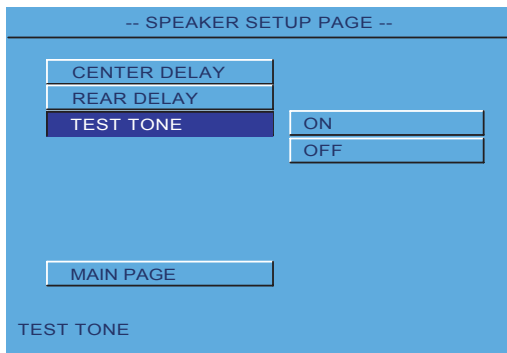 -- SPEAKER SETUP PAGE --
CENTER DELAY
REAR DELAY
TEST TONE
ON
OFF
MAIN PAGE
TEST TONE